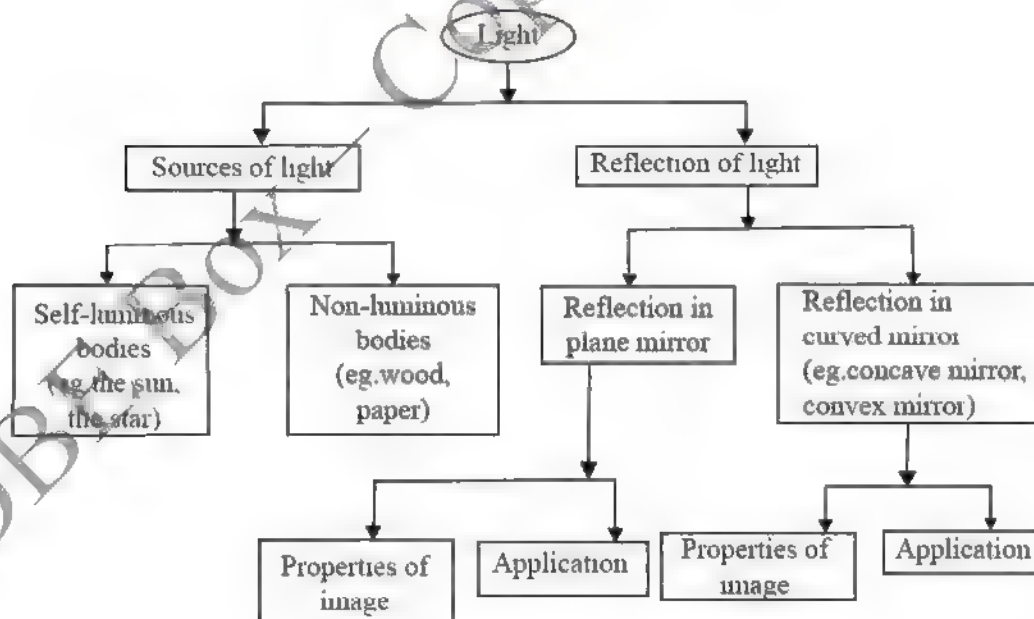 Light
Sources of light
Reflection of light
Self-luminous
bodies
(eg the sun,
the star)
Non-luminous
bodies
(eg.wood,
paper)
Reflection in
plane mirror
Reflection in
curved mirror
(eg.concave mirror,
convex mirror)
Properties of
image
Application
Properties of
image
Application
Box